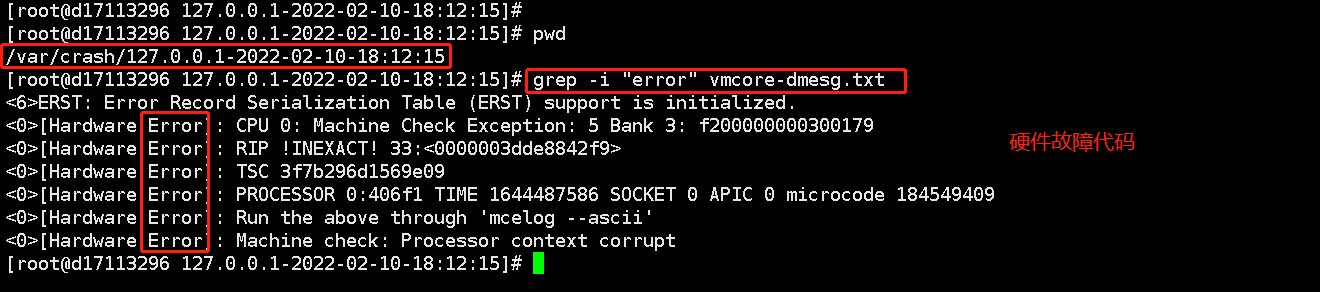 [root@d17113296 127.0.0.1-2022-02-10-18:12:15]#
[root@d17113296 127.0.0.1-2022-02-10-18:12:15]# pwd
/var/crash/127.0.0.1-2022-02-10-18:12:15
[root@d17113296 127.0.0.1-2022-02-10-18:12:15]# grep -i "error" vmcore-dmesg.txt
<6>ERST: Error Record Serialization Table (ERST) support is initialized.
<0>[Hardware Error]: CPU 0: Machine Check Exception: 5 Bank 3: f200000000300179
<0>[Hardware Error]: RIP !INEXACT! 33:<0000003dde8842f9>
<0>[Hardware Error]: TSC 3f7b296d1569e09
<0>[Hardware Error]: PROCESSOR 0:406f1 TIME 1644487586 SOCKET 0 APIC 0 microcode 184549409
<0>[Hardware Error]: Run the above through 'mcelog --ascii'
<0>[Hardware Error]: Machine check: Processor context corrupt
[root@d17113296 127.0.0.1-2022-02-10-18:12:15]#
硬件故障代码